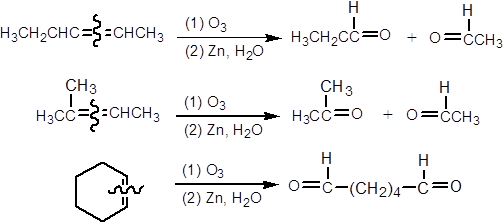 H H
H₃CH₂CHC=CHCH₃ (1) O₃ (2) Zn, H₂O H₃CH₂CC=O + O=CCH₃
CH₃ CH₃ H
H₃CC=CHCH₃ (1) O₃ (2) Zn, H₂O H₃CC=O + O=CCH₃
H H
(1) O₃ (2) Zn, H₂O O=C-(CH₂)₄-C=O